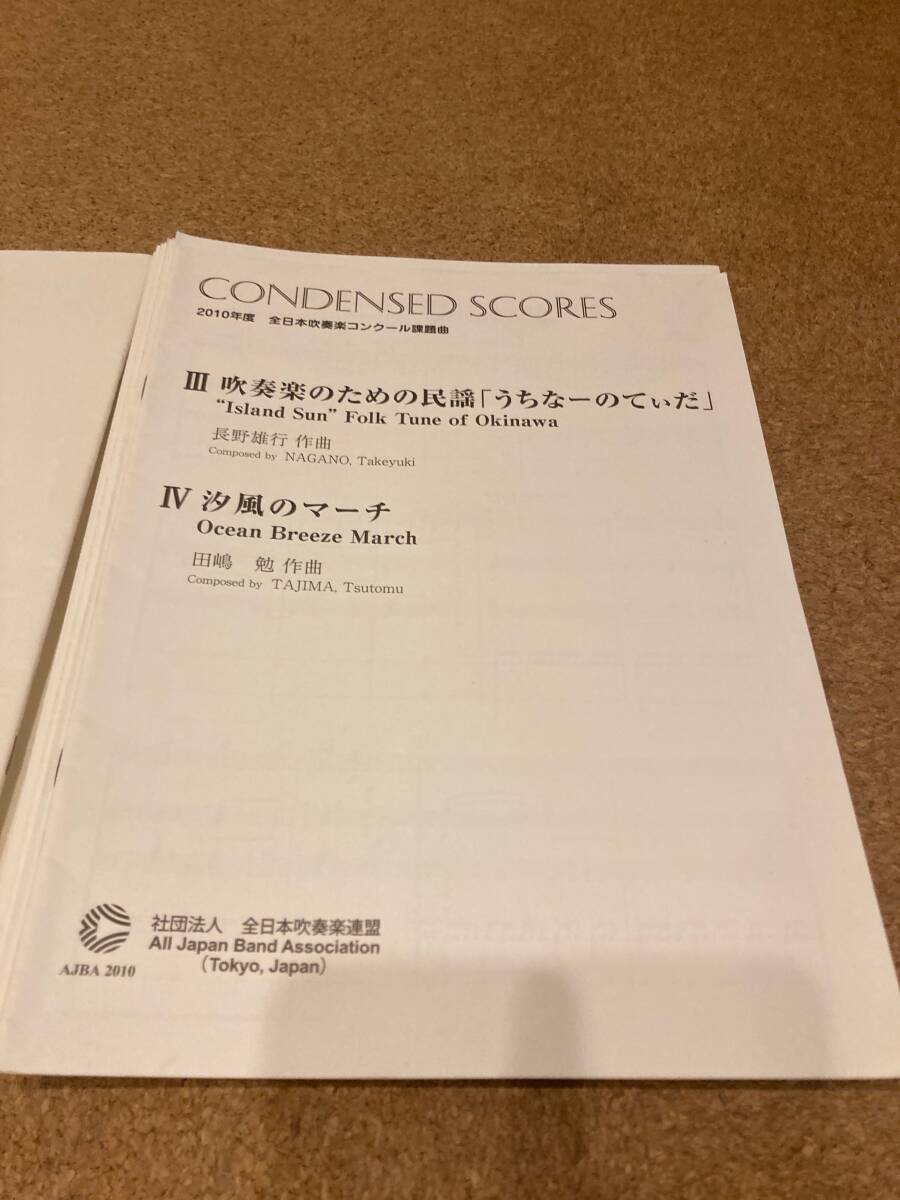 CONDENSED SCORES
2010年度 全日本吹奏楽コンクール課題曲
Ⅲ 吹奏楽のための民謡「うちなーのてぃだ」
“Island Sun” Folk Tune of Okinawa
長野雄行 作曲
Composed by NAGANO, Takeyuki
Ⅳ 汐風のマーチ
Ocean Breeze March
田嶋 勉 作曲
Composed by TAJIMA, Tsutomu
社団法人 全日本吹奏楽連盟
All Japan Band Association
(Tokyo, Japan)
AJBA 2010